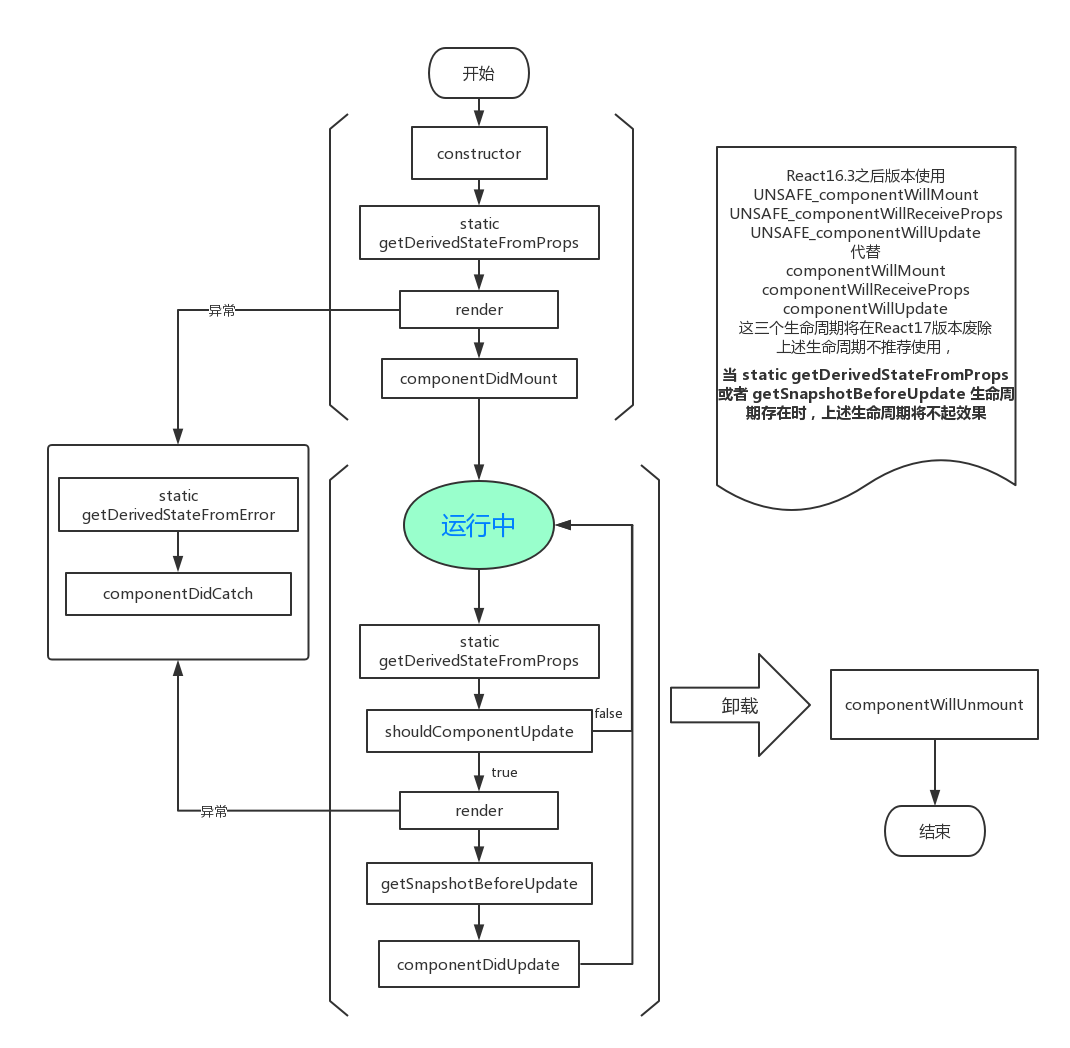 开始
constructor
static
getDerivedStateFromProps
render
异常
componentDidMount
static
getDerivedStateFromError
componentDidCatch
运行中
static
getDerivedStateFromProps
shouldComponentUpdate
false
true
render
异常
getSnapshotBeforeUpdate
componentDidUpdate
React16.3之后版本使用
UNSAFE_componentWillMount
UNSAFE_componentWillReceiveProps
UNSAFE_componentWillUpdate
代替
componentWillMount
componentWillReceiveProps
componentWillUpdate
这三个生命周期将在React17版本废除
上述生命周期不推荐使用，
当 static getDerivedStateFromProps
或者 getSnapshotBeforeUpdate 生命周
期存在时，上述生命周期将不起效果
卸载
componentWillUnmount
结束